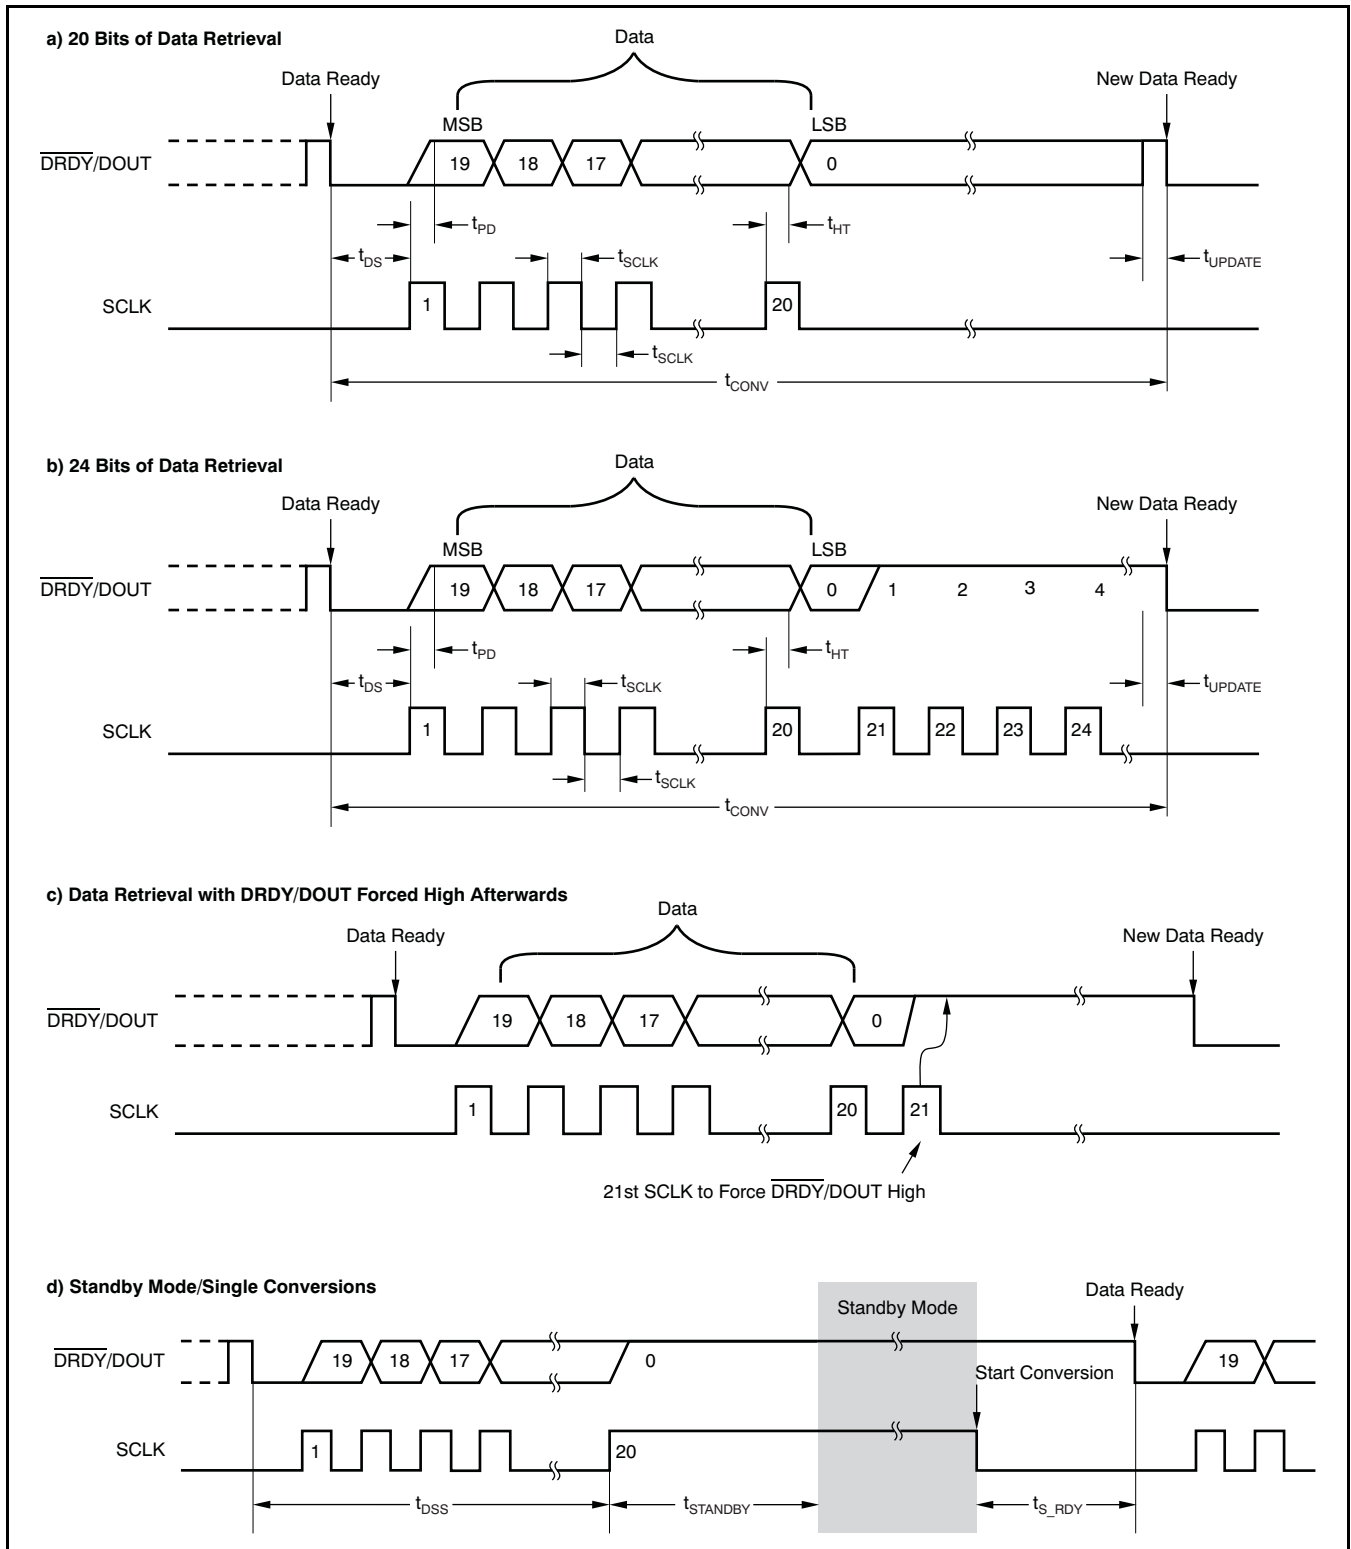 a) 20 Bits of Data Retrieval
Data
Data Ready
New Data Ready
MSB
LSB
DRDY/DOUT
19
18
17
0
tPD
tHT
tDS
tSCLK
tUPDATE
SCLK
1
20
tSCLK
tCONV
b) 24 Bits of Data Retrieval
Data
Data Ready
New Data Ready
MSB
LSB
DRDY/DOUT
19
18
17
0
1
2
3
4
tPD
tHT
tDS
tSCLK
tUPDATE
SCLK
1
20
21
22
23
24
tSCLK
tCONV
c) Data Retrieval with DRDY/DOUT Forced High Afterwards
Data
Data Ready
New Data Ready
DRDY/DOUT
19
18
17
0
SCLK
1
20
21
21st SCLK to Force DRDY/DOUT High
d) Standby Mode/Single Conversions
Data Ready
Standby Mode
DRDY/DOUT
19
18
17
0
19
Start Conversion
SCLK
1
20
tDSS
tSTANDBY
tS_RDY